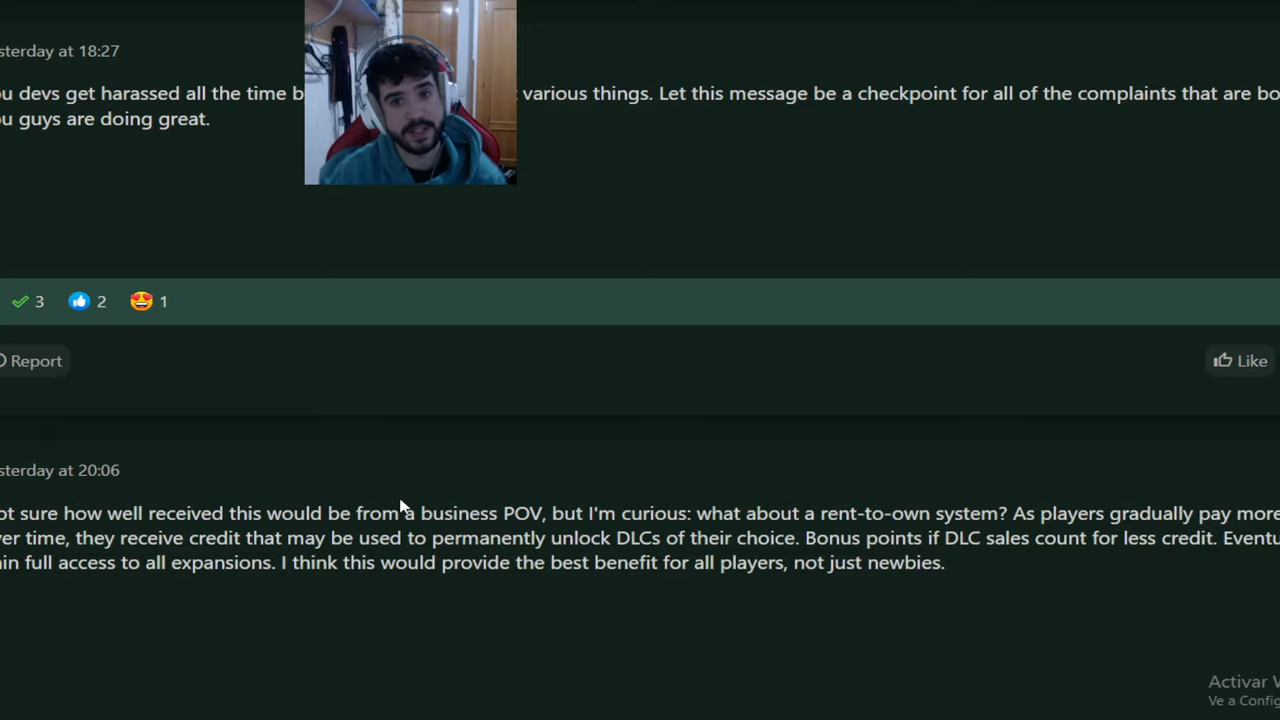 sterday at 18:27
ou devs get harassed all the time b various things. Let this message be a checkpoint for all of the complaints that are bo
ou guys are doing great.
3 2 1
Report Like
sterday at 20:06
ot sure how well received this would be from a business POV, but I'm curious: what about a rent-to-own system? As players gradually pay more
ver time, they receive credit that may be used to permanently unlock DLCs of their choice. Bonus points if DLC sales count for less credit. Eventu
in full access to all expansions. I think this would provide the best benefit for all players, not just newbies.
Activar W
Ve a Config